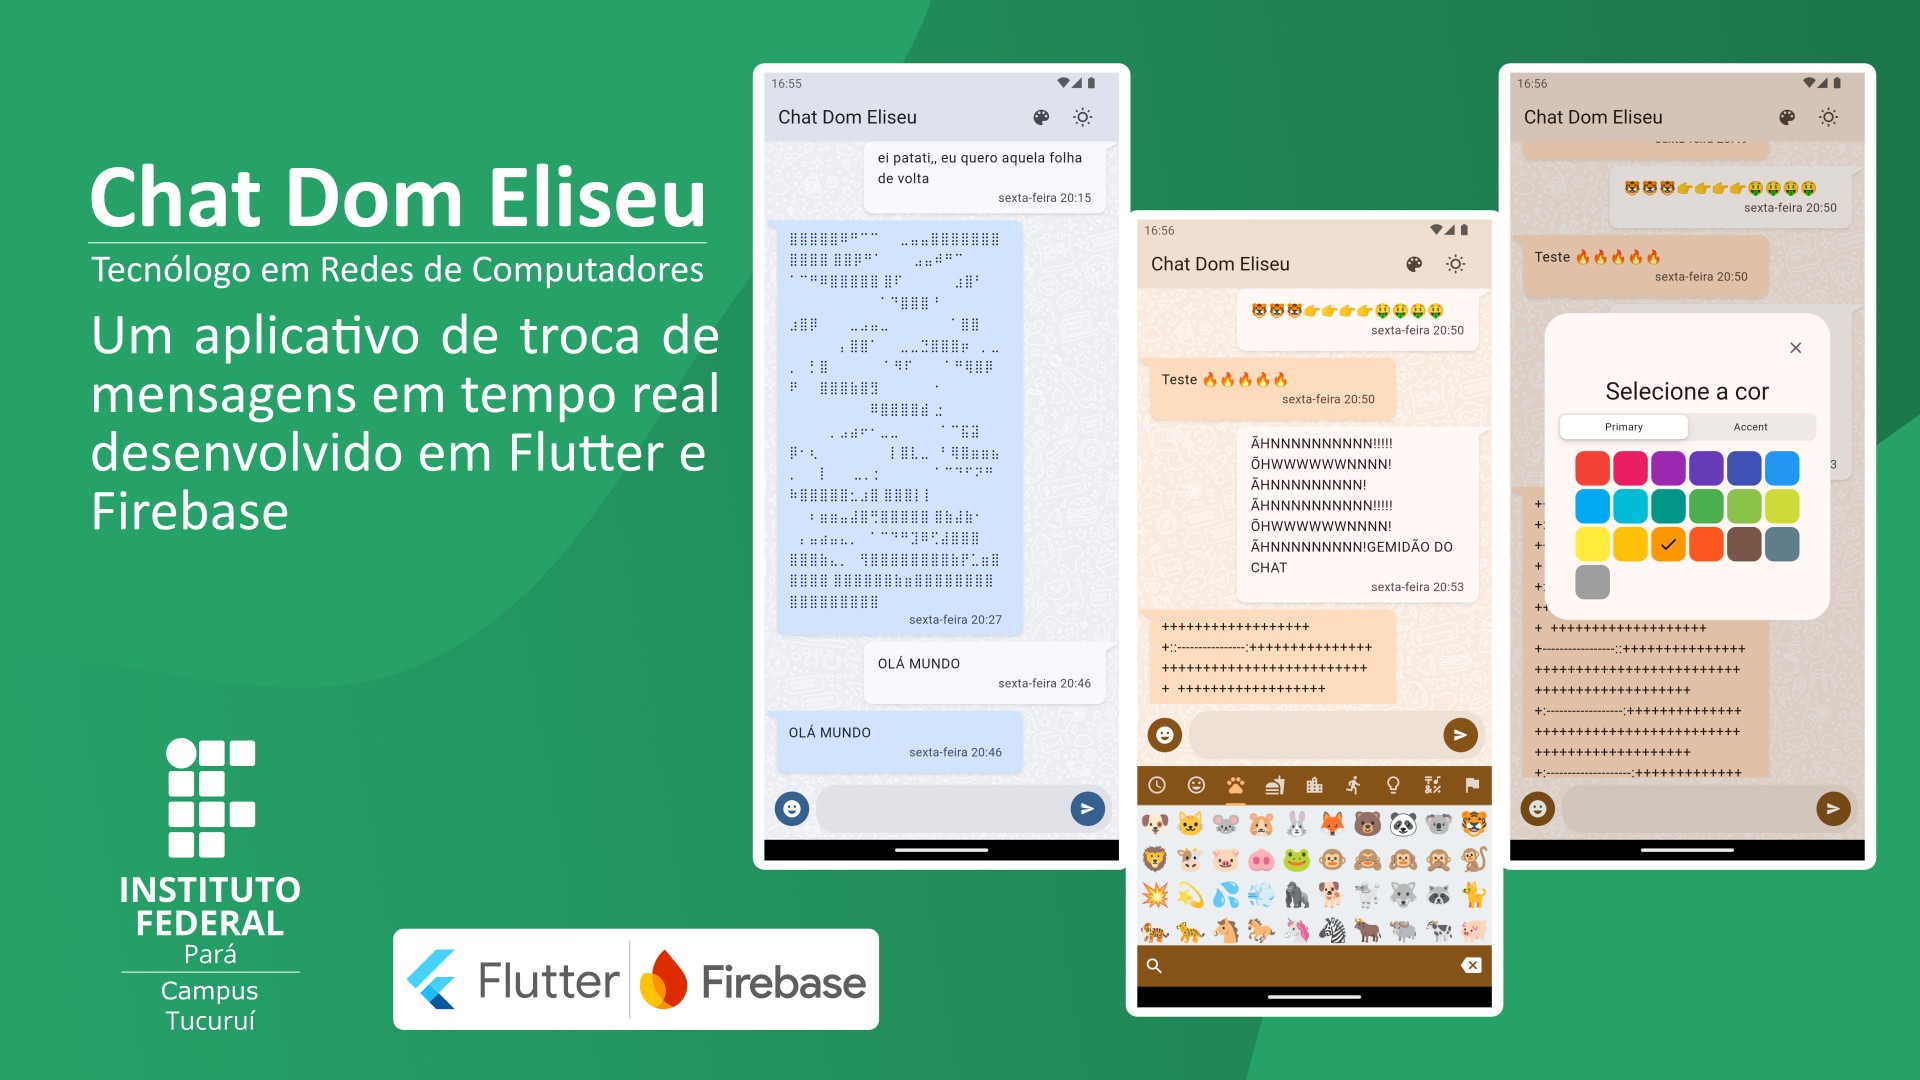 Chat Dom Eliseu
Tecnólogo em Redes de Computadores
Um aplicativo de troca de
mensagens em tempo real
desenvolvido em Flutter e
Firebase
INSTITUTO
FEDERAL
Pará
Campus
Tucuruí
Flutter
Firebase
16:55
Chat Dom Eliseu
ei patati,, eu quero aquela folha
de volta
sexta-feira 20:15
sexta-feira 20:27
OLÁ MUNDO
sexta-feira 20:46
OLÁ MUNDO
sexta-feira 20:46
16:56
Chat Dom Eliseu
🐯🐯🐯👉👉👉👉🤑🤑🤑🤑
sexta-feira 20:50
Teste 🔥🔥🔥🔥🔥
sexta-feira 20:50
ÃHNNNNNNNNNN!!!!!
ÕHWWWWWWNNNN!
ÃHNNNNNNNNN!
ÃHNNNNNNNNNN!!!!!
ÕHWWWWWWNNNN!
ÃHNNNNNNNNN!GEMIDÃO DO
CHAT
sexta-feira 20:53
++++++++++++++++++
+::----------------:+++++++++++++++
+++++++++++++++++++++++++
+ ++++++++++++++++++
16:56
Chat Dom Eliseu
🐯🐯🐯👉👉👉👉🤑🤑🤑🤑
sexta-feira 20:50
Teste 🔥🔥🔥🔥🔥
sexta-feira 20:50
3
Selecione a cor
Primary
Accent
+ +++++++++++++++++++
+-----------------::+++++++++++++++
+++++++++++++++++++++++++
+++++++++++++++++++
+:------------------:++++++++++++++
+++++++++++++++++++++++++
+++++++++++++++++++
+:--------------------:+++++++++++++